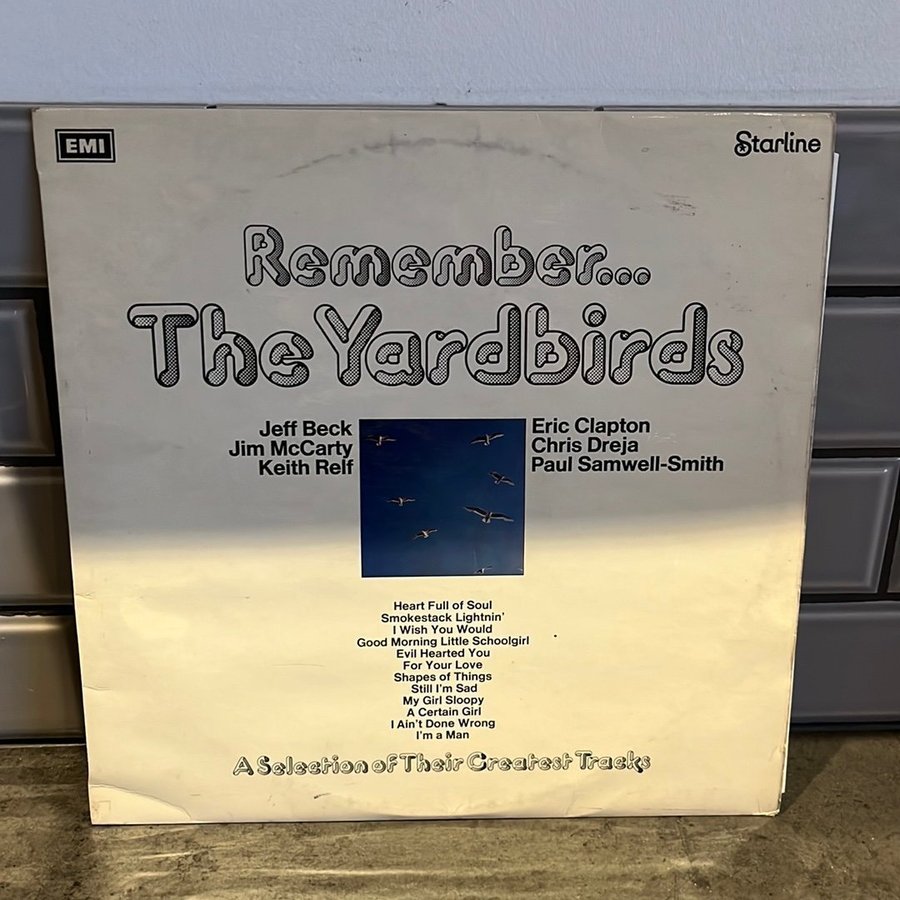 EMI
Starline
Remember...
The Yardbirds
Jeff Beck
Jim McCarty
Keith Relf
Eric Clapton
Chris Dreja
Paul Samwell-Smith
Heart Full of Soul
Smokestack Lightnin'
I Wish You Would
Good Morning Little Schoolgirl
Evil Hearted You
For Your Love
Shapes of Things
Still I'm Sad
My Girl Sloopy
A Certain Girl
I Ain't Done Wrong
I'm a Man
A Selection of Their Greatest Tracks